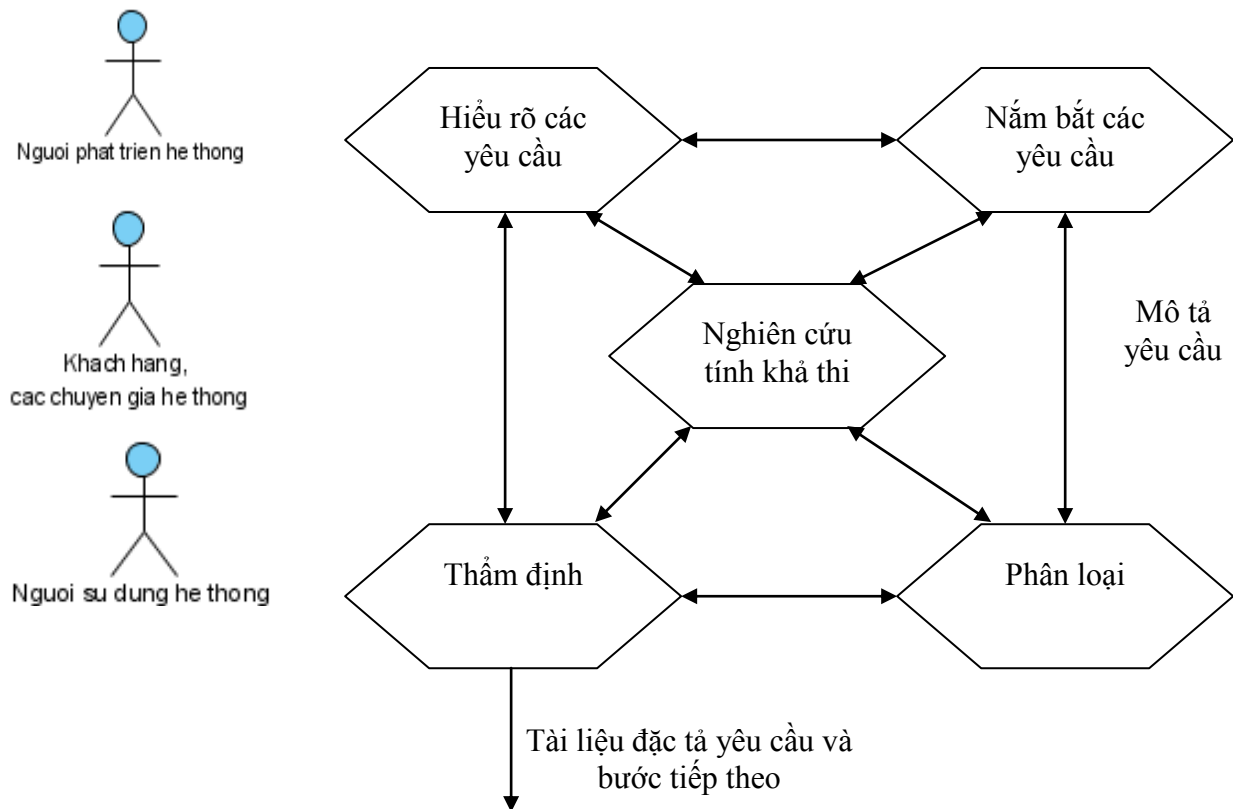 Nguoi phat trien he thong
Khach hang,
cac chuyen gia he thong
Nguoi su dung he thong
Hiểu rõ các
yêu cầu
Nắm bắt các
yêu cầu
Nghiên cứu
tính khả thi
Mô tả
yêu cầu
Thẩm định
Phân loại
Tài liệu đặc tả yêu cầu và
bước tiếp theo